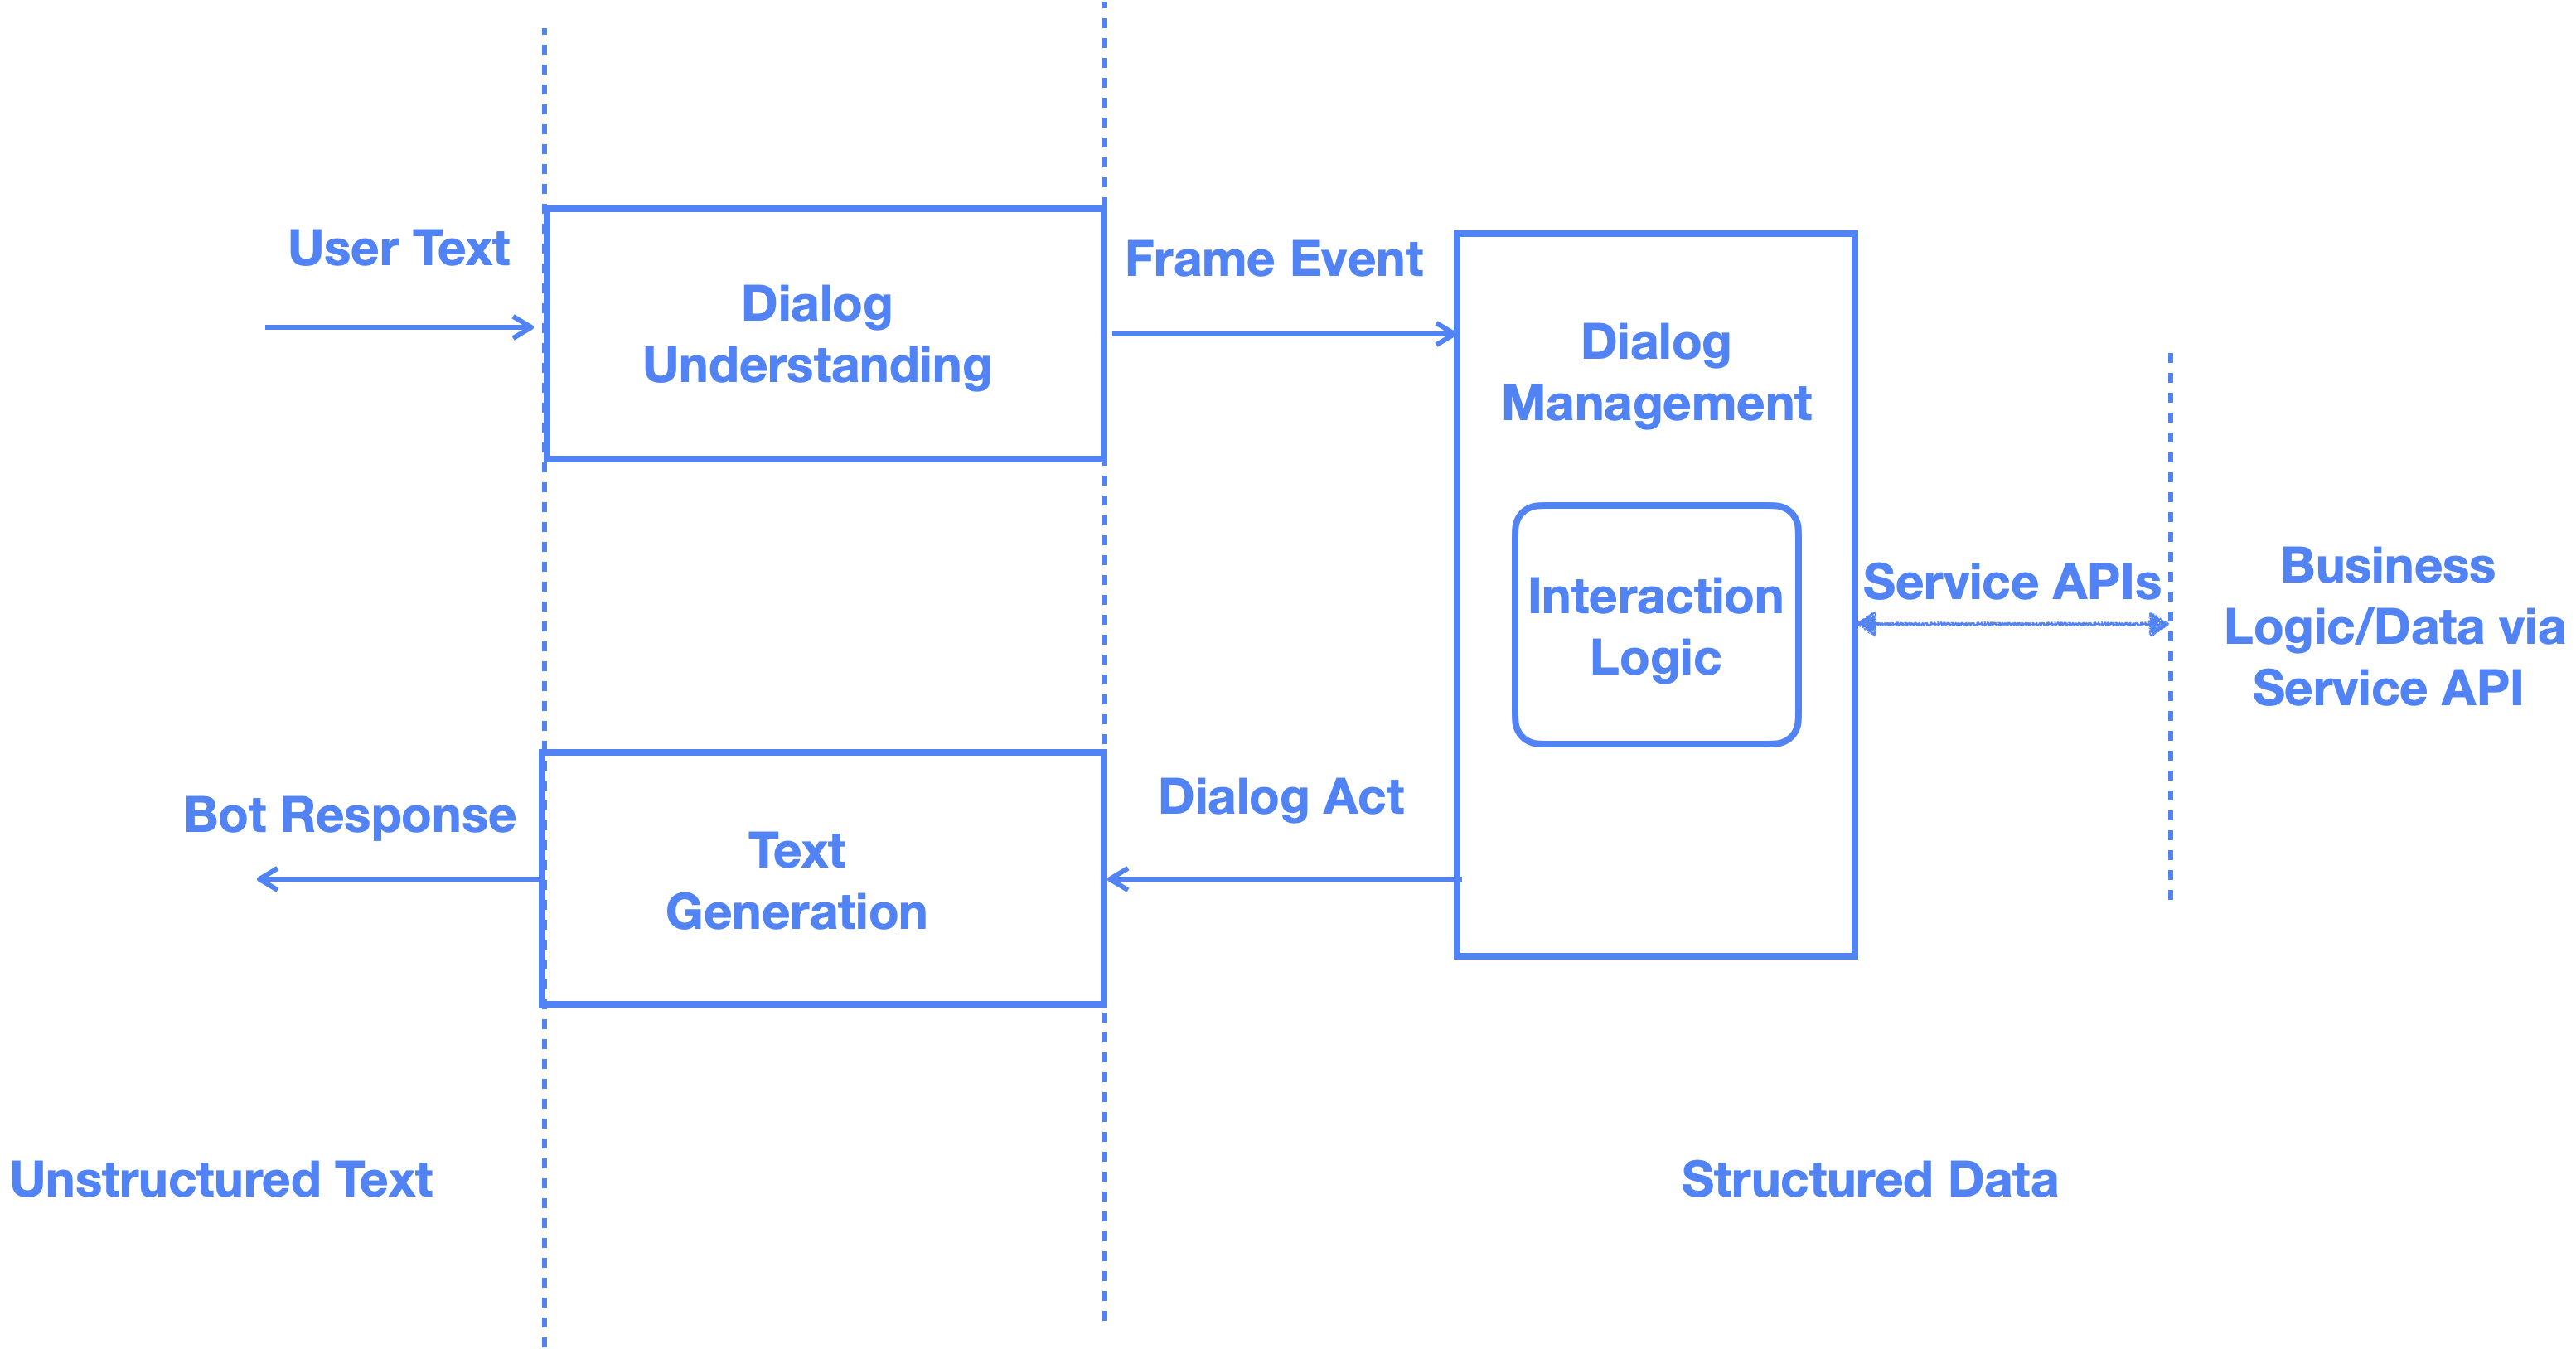 User Text
Dialog
Understanding
Frame Event
Dialog
Management
Interaction
Logic
Service APIs
Business
Logic/Data via
Service API
Bot Response
Text
Generation
Dialog Act
Unstructured Text
Structured Data